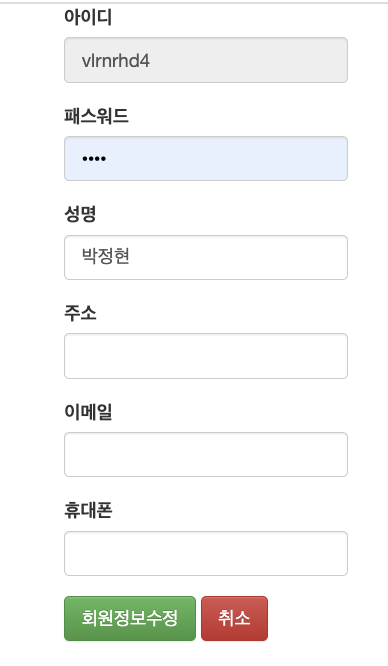 아이디
vlrnrhd4
패스워드
••••
성명
박정현
주소
이메일
휴대폰
회원정보수정 취소